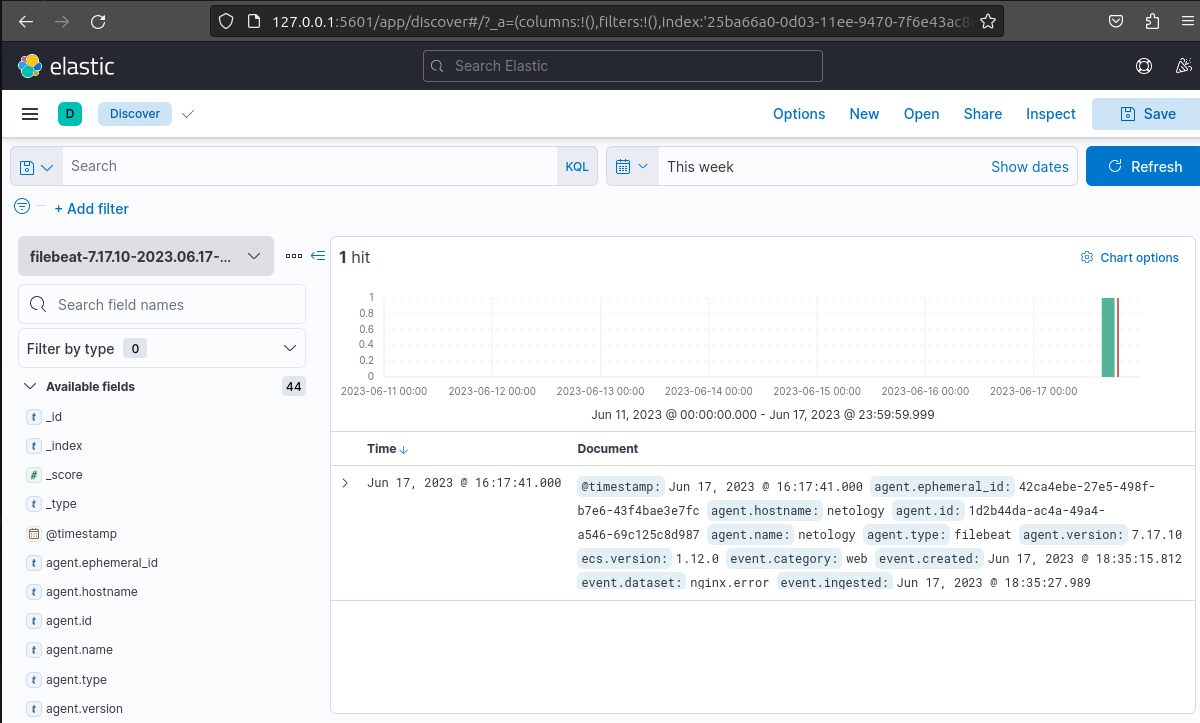 127.0.0.1:5601/app/discover#/?_a=(columns:!(),filters:!(),index:'25ba66a0-0d03-11ee-9470-7f6e43ac8
elastic
Search Elastic
D Discover Options New Open Share Inspect Save
Search KQL This week Show dates Refresh
+ Add filter
filebeat-7.17.10-2023.06.17-...
1 hit
Chart options
Search field names
Filter by type 0
Available fields 44
t _id
t _index
# _score
t _type
@timestamp
t agent.ephemeral_id
t agent.hostname
t agent.id
t agent.name
t agent.type
t agent.version
1
0.8
0.6
0.4
0.2
0
2023-06-11 00:00 2023-06-12 00:00 2023-06-13 00:00 2023-06-14 00:00 2023-06-15 00:00 2023-06-16 00:00 2023-06-17 00:00
Jun 11, 2023 @ 00:00:00.000 - Jun 17, 2023 @ 23:59:59.999
Time Document
Jun 17, 2023 @ 16:17:41.000
@timestamp: Jun 17, 2023 @ 16:17:41.000 agent.ephemeral_id: 42ca4ebe-27e5-498f-
b7e6-43f4bae3e7fc agent.hostname: netology agent.id: 1d2b44da-ac4a-49a4-
a546-69c125c8d987 agent.name: netology agent.type: filebeat agent.version: 7.17.10
ecs.version: 1.12.0 event.category: web event.created: Jun 17, 2023 @ 18:35:15.812
event.dataset: nginx.error event.ingested: Jun 17, 2023 @ 18:35:27.989